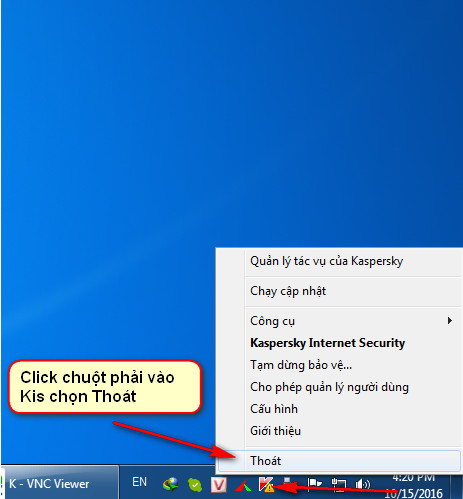 Quản lý tác vụ của Kaspersky
Chạy cập nhật
Công cụ
Kaspersky Internet Security
Tạm dừng bảo vệ...
Cho phép quản lý người dùng
Cấu hình
Giới thiệu
Thoát
Click chuột phải vào
Kis chọn Thoát
K - VNC Viewer
EN
4:20 PM
10/15/2016